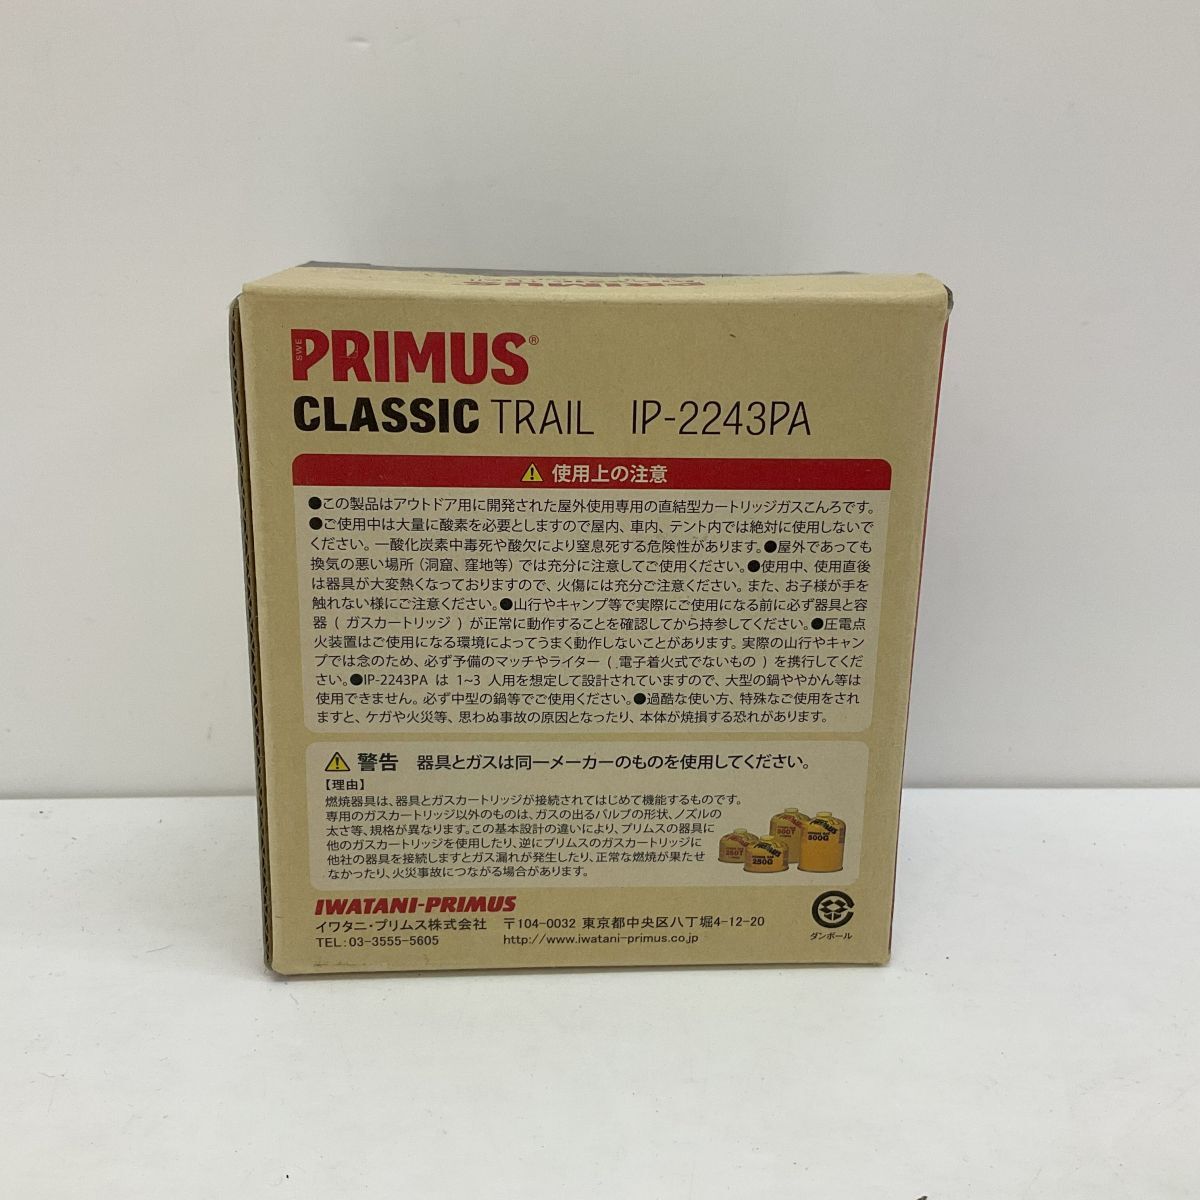 SWE
PRIMUS®
CLASSIC TRAIL IP-2243PA
使用上の注意
●この製品はアウトドア用に開発された屋外使用専用の直結型カートリッジガスこんろです。
●ご使用中は大量に酸素を必要としますので屋内、車内、テント内では絶対に使用しないで
ください。一酸化炭素中毒死や酸欠により窒息死する危険性があります。●屋外であっても
換気の悪い場所(洞窟、窪地等)では充分に注意してご使用ください。●使用中、使用直後
は器具が大変熱くなっておりますので、火傷には充分ご注意ください。また、お子様が手を
触れない様にご注意ください。●山行やキャンプ等で実際にご使用になる前に必ず器具と容
器(ガスカートリッジ)が正常に動作することを確認してから持参してください。●圧電点
火装置はご使用になる環境によってうまく動作しないことがあります。実際の山行やキャン
プでは念のため、必ず予備のマッチやライター(電子着火式でないもの)を携行してくだ
さい。●IP-2243PA は 1~3 人用を想定して設計されていますので、大型の鍋ややかん等は
使用できません。必ず中型の鍋等でご使用ください。●過酷な使い方、特殊なご使用をされ
ますと、ケガや火災等、思わぬ事故の原因となったり、本体が焼損する恐れがあります。
警告 器具とガスは同一メーカーのものを使用してください。
【理由】
燃焼器具は、器具とガスカートリッジが接続されてはじめて機能するものです。
専用のガスカートリッジ以外のものは、ガスの出るバルブの形状、ノズルの
太さ等、規格が異なります。この基本設計の違いにより、プリムスの器具に
他のガスカートリッジを使用したり、逆にプリムスのガスカートリッジに
他社の器具を接続しますとガス漏れが発生したり、正常な燃焼が果たせ
なかったり、火災事故につながる場合があります。
250T
250G
500T
500G
IWATANI-PRIMUS
イワタニ・プリムス株式会社 〒104-0032 東京都中央区八丁堀4-12-20
TEL:03-3555-5605 http://www.iwatani-primus.co.jp
ダンボール